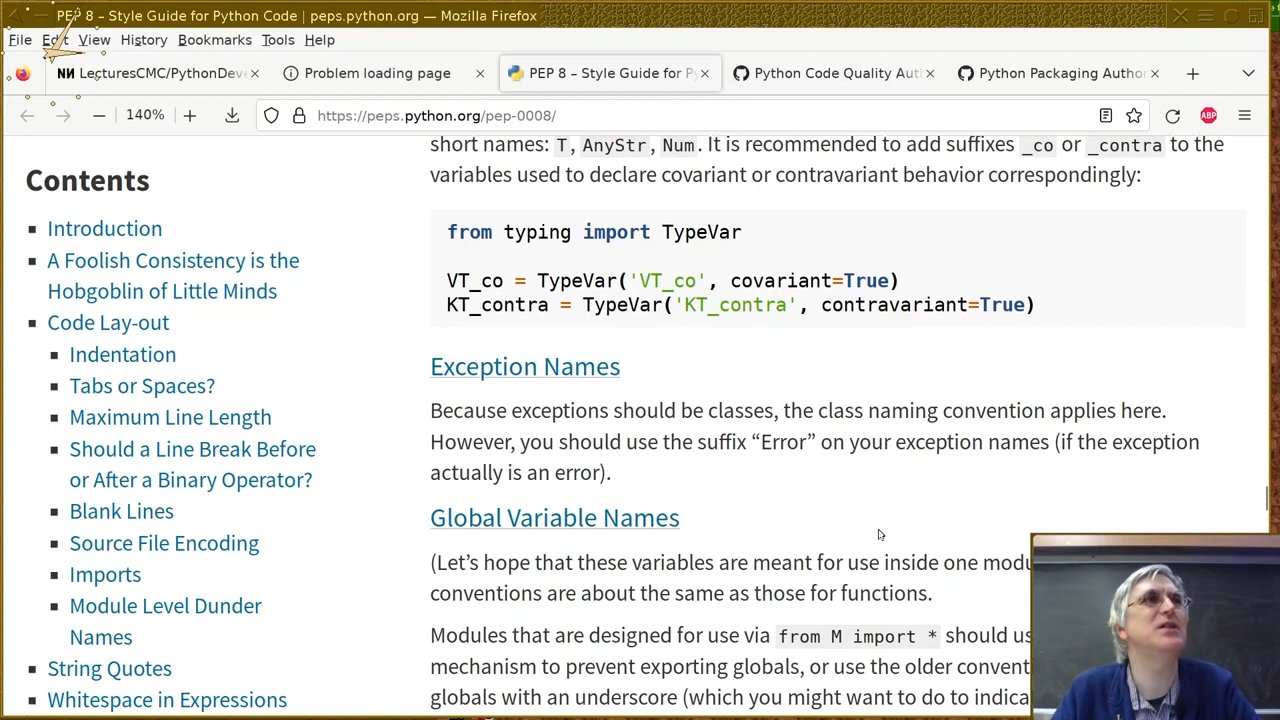 PEP 8 – Style Guide for Python Code | peps.python.org — Mozilla Firefox
File Edit View History Bookmarks Tools Help
LecturesCMC/PythonDeve
Problem loading page
PEP 8 – Style Guide for P
Python Code Quality Aut
Python Packaging Author
140%
https://peps.python.org/pep-0008/
ABP
Contents
Introduction
A Foolish Consistency is the
Hobgoblin of Little Minds
Code Lay-out
Indentation
Tabs or Spaces?
Maximum Line Length
Should a Line Break Before
or After a Binary Operator?
Blank Lines
Source File Encoding
Imports
Module Level Dunder
Names
String Quotes
Whitespace in Expressions
short names: T, AnyStr, Num. It is recommended to add suffixes _co or _contra to the
variables used to declare covariant or contravariant behavior correspondingly:
from typing import TypeVar
VT_co = TypeVar('VT_co', covariant=True)
KT_contra = TypeVar('KT_contra', contravariant=True)
Exception Names
Because exceptions should be classes, the class naming convention applies here.
However, you should use the suffix “Error” on your exception names (if the exception
actually is an error).
Global Variable Names
(Let’s hope that these variables are meant for use inside one modu
conventions are about the same as those for functions.
Modules that are designed for use via from M import * should us
mechanism to prevent exporting globals, or use the older convent
globals with an underscore (which you might want to do to indica